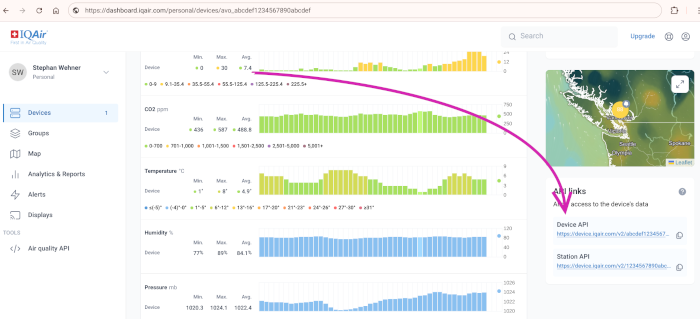 https://dashboard.iqair.com/personal/devices/avo_abcdef1234567890abcdef
IQAir
First in Air Quality
Search
Upgrade
SW
Stephan Wehner
Personal
Devices 1
Groups
Map
Analytics & Reports
Alerts
Displays
TOOLS
Air quality API
Min. Max. Avg.
Device 0 30 7.4
25
12
0
0-9 9.1-35.4 35.5-55.4 55.5-125.4 125.5-225.4 225.5+
CO2 ppm
Min. Max. Avg.
Device 436 587 488.8
750
500
250
0
0-700 701-1,000 1,001-1,500 1,501-2,500 2,501-5,000 5,001+
Temperature °C
Min. Max. Avg.
Device 1° 8° 4.9°
9
6
3
0
≤(-5)° (-4)°-0° 1°-5° 6°-12° 13°-16° 17°-20° 21°-23° 24°-26° 27°-30° ≥31°
Humidity %
Min. Max. Avg.
Device 77% 89% 84.1%
120
80
40
0
Pressure mb
Min. Max. Avg.
Device 1020.3 1024.1 1022.4
1026
1024
1022
1020
Seattle
Olympia
Spokane
Leaflet
API links
access to the device's data
Device API
https://device.iqair.com/v2/abcdef1234567...
Station API
https://device.iqair.com/v2/1234567890abc...